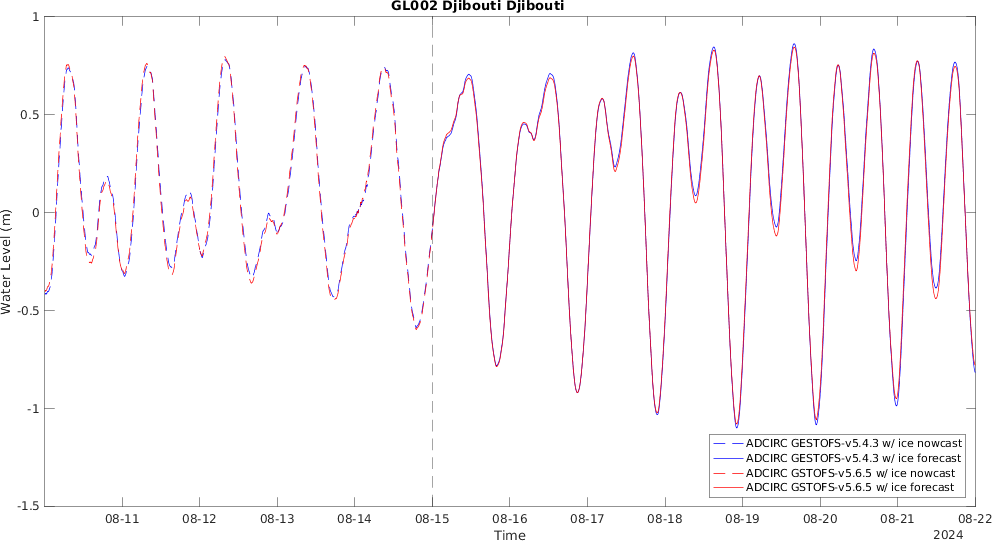 GL002 Djibouti Djibouti
1
0.5
0
-0.5
-1
-1.5
Water Level (m)
ADCIRC GESTOFS-v5.4.3 w/ ice nowcast
ADCIRC GESTOFS-v5.4.3 w/ ice forecast
ADCIRC GSTOFS-v5.6.5 w/ ice nowcast
ADCIRC GSTOFS-v5.6.5 w/ ice forecast
08-11 08-12 08-13 08-14 08-15 08-16 08-17 08-18 08-19 08-20 08-21 08-22
Time
2024